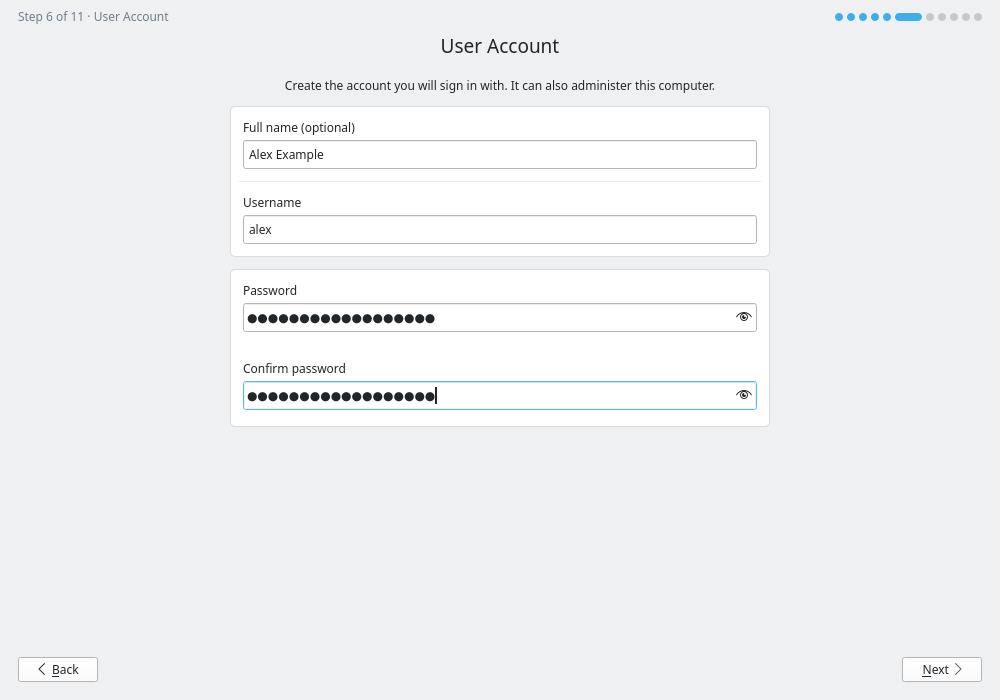 Step 6 of 11 · User Account
User Account
Create the account you will sign in with. It can also administer this computer.
Full name (optional)
Alex Example
Username
alex
Password
●●●●●●●●●●●●●●●●●●
Confirm password
●●●●●●●●●●●●●●●●●●
Back
Next